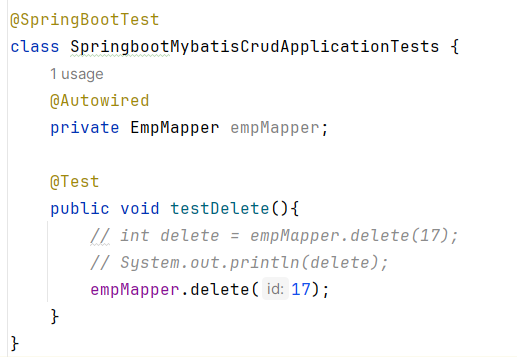 @SpringBootTest
class SpringbootMybatisCrudApplicationTests {
1 usage
@Autowired
private EmpMapper empMapper;
@Test
public void testDelete(){
// int delete = empMapper.delete(17);
// System.out.println(delete);
empMapper.delete( id: 17);
}
}